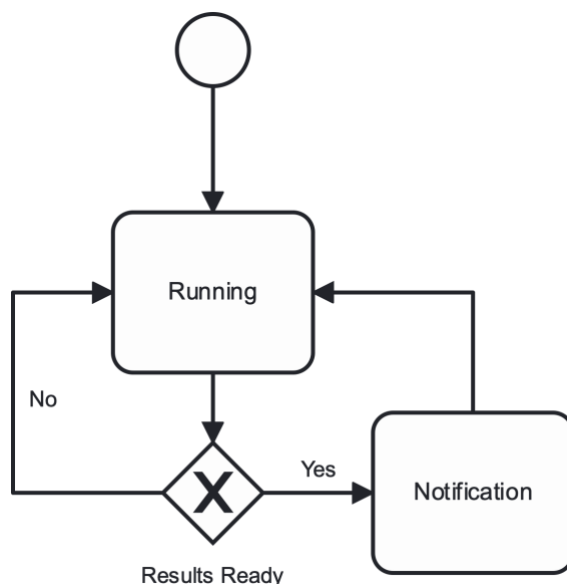 Running
No
Yes
Notification
Results Ready